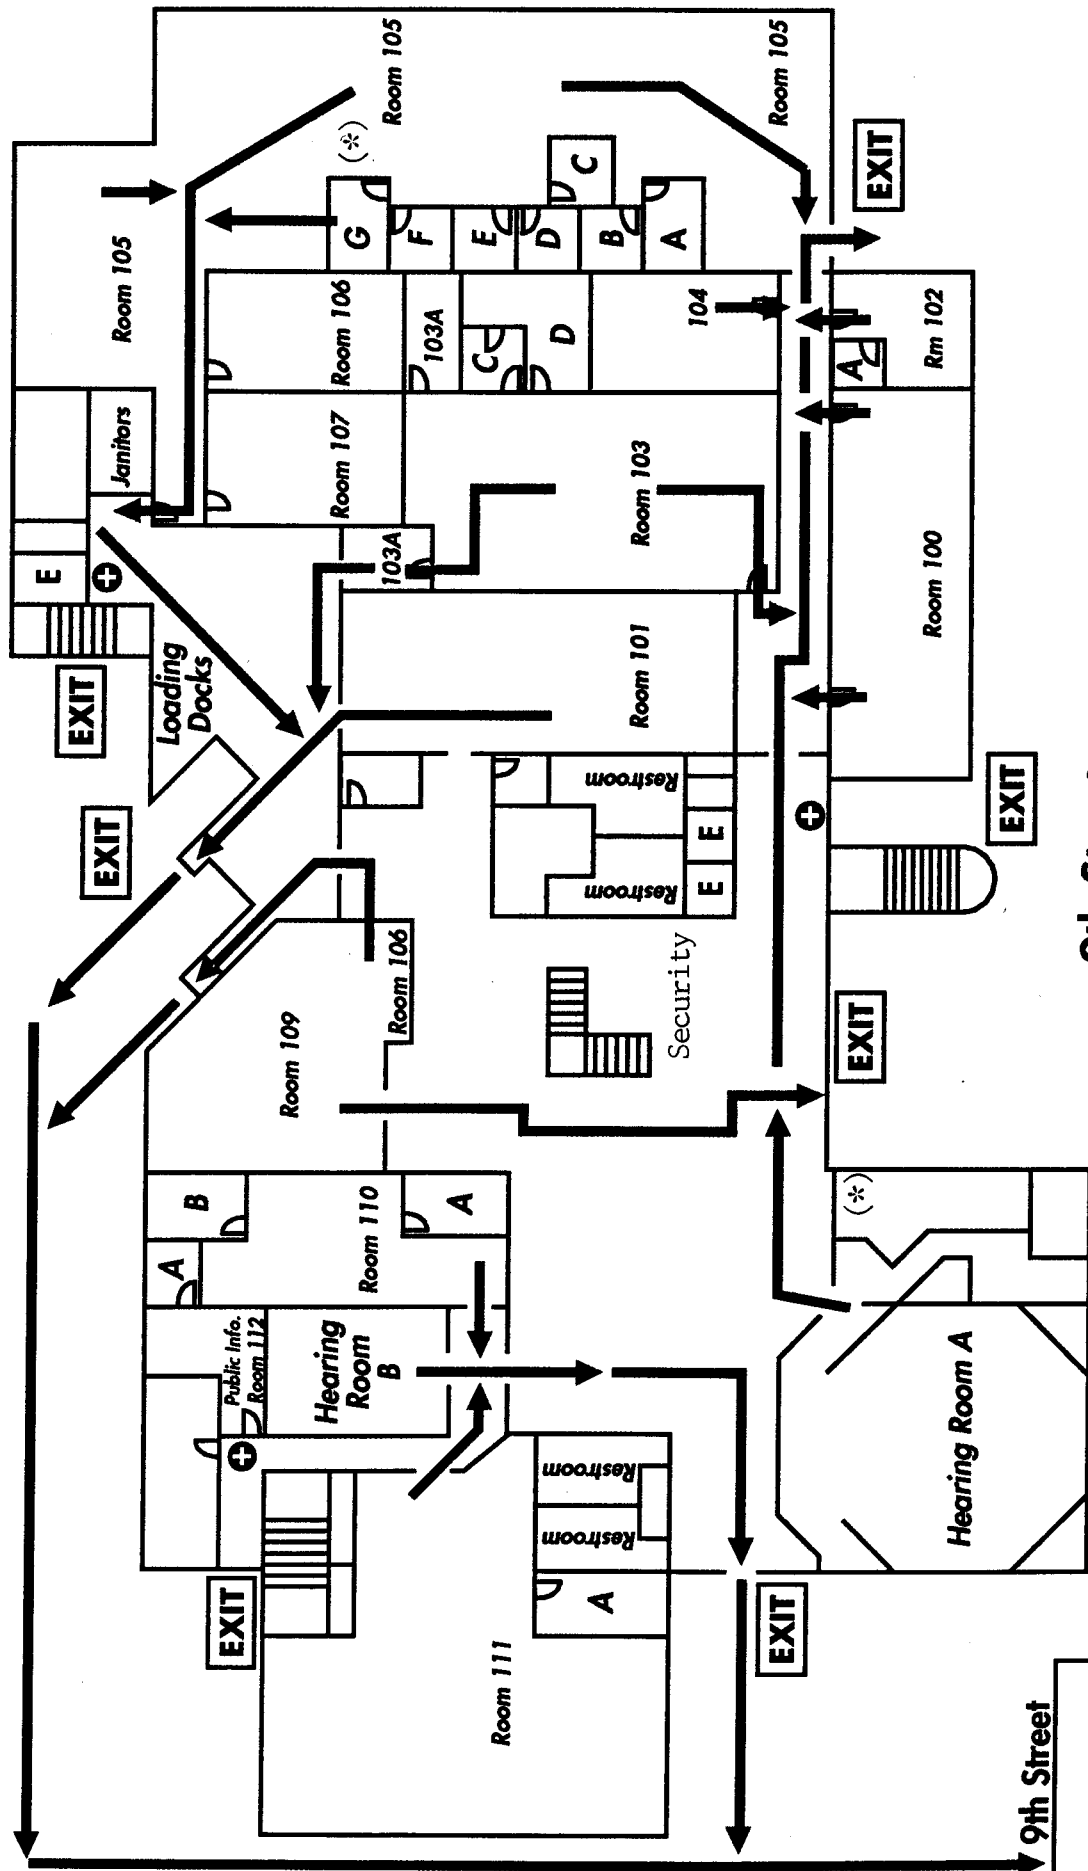 EXIT
EXIT
E
Janitors
Room 105
Loading
Docks
EXIT
Public Info.
Room 112
A
B
Room 109
Hearing
Room
B
Room 110
A
Room 106
103A
Room 107
Room 106
G
F
E
D
B
A
C
(*)
Room 105
103A
C
D
Room 111
A
Restroom
Restroom
Security
Restroom
Restroom
E
E
Room 101
Room 103
104
Room 105
EXIT
EXIT
(*)
EXIT
Room 100
A
Rm 102
EXIT
Hearing Room A
9th Street